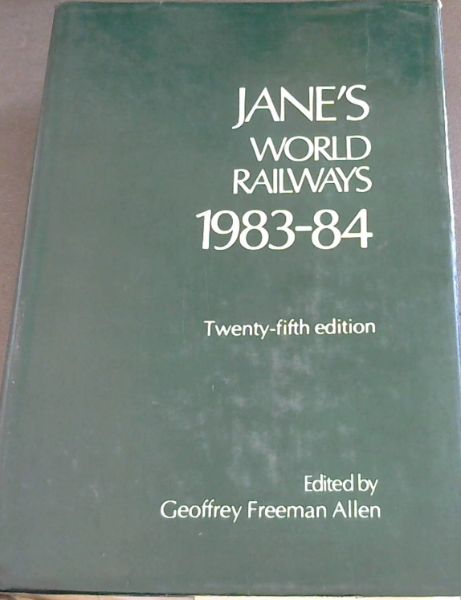 JANE'S
WORLD
RAILWAYS
1983-84
Twenty-fifth edition
Edited by
Geoffrey Freeman Allen